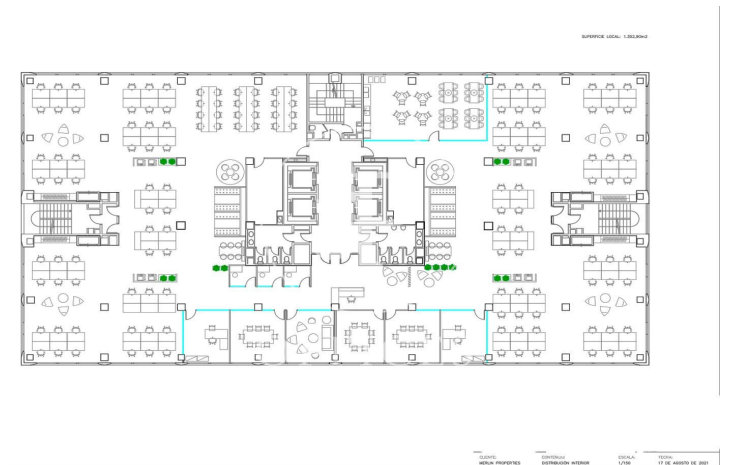 SUPERFICIE LOCAL: 1.353,90m2
CLIENTE: CONTENIDO: ESCALA: FECHA:
MERLIN PROPERTIES DISTRIBUCIÓN INTERIOR 1/150 17 DE AGOSTO DE 2021